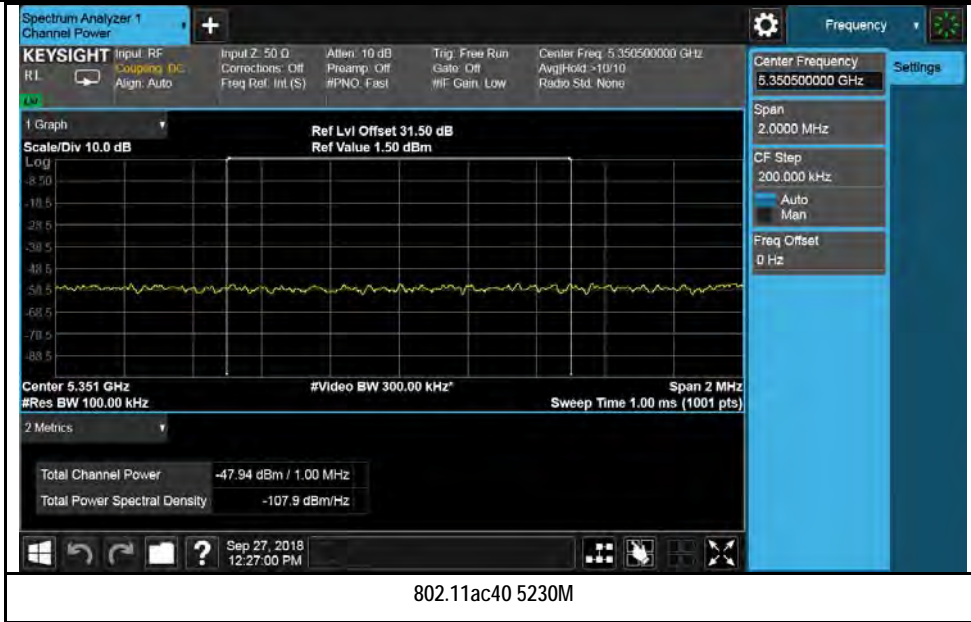 Spectrum Analyzer 1
Channel Power
Frequency
KEYSIGHT
Input: RF
Coupling: DC
Align: Auto
RL
Input Z: 50 Ω
Corrections: Off
Freq Ref: Int (S)
Atten: 10 dB
Preamp: Off
#PNO: Fast
Trig: Free Run
Gate: Off
#IF Gain: Low
Center Freq: 5.350500000 GHz
Avg|Hold: >10/10
Radio Std: None
Center Frequency
5.350500000 GHz
Settings
Span
2.0000 MHz
CF Step
200.000 kHz
Auto
Man
Freq Offset
0 Hz
1 Graph
Scale/Div 10.0 dB
Ref Lvl Offset 31.50 dB
Ref Value 1.50 dBm
Log
-8.50
-18.5
-28.5
-38.5
-48.5
-58.5
-68.5
-78.5
-88.5
Center 5.351 GHz
#Video BW 300.00 kHz*
Span 2 MHz
#Res BW 100.00 kHz
Sweep Time 1.00 ms (1001 pts)
2 Metrics
Total Channel Power -47.94 dBm / 1.00 MHz
Total Power Spectral Density -107.9 dBm/Hz
?
Sep 27, 2018
12:27:00 PM
802.11ac40 5230M